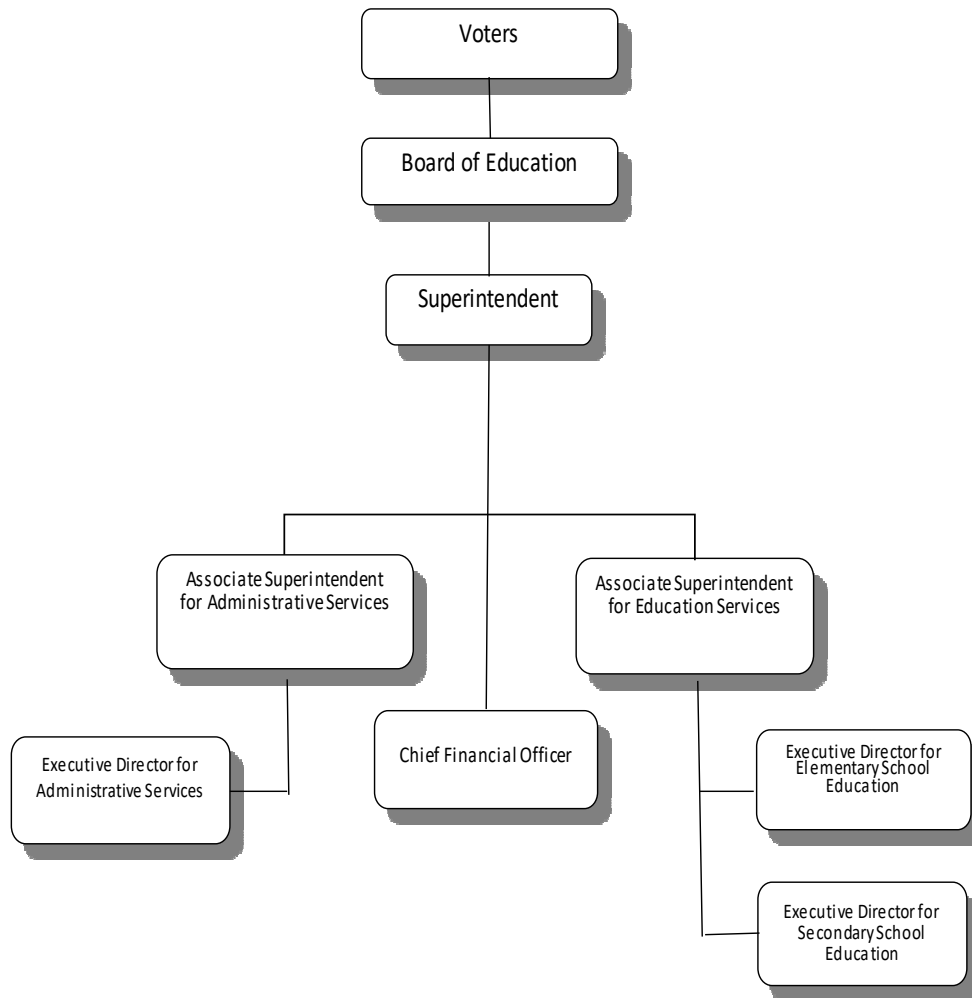 Voters
Board of Education
Superintendent
Associate Superintendent
for Administrative Services
Associate Superintendent
for Education Services
Chief Financial Officer
Executive Director for
Administrative Services
Executive Director for
Elementary School
Education
Executive Director for
Secondary School
Education